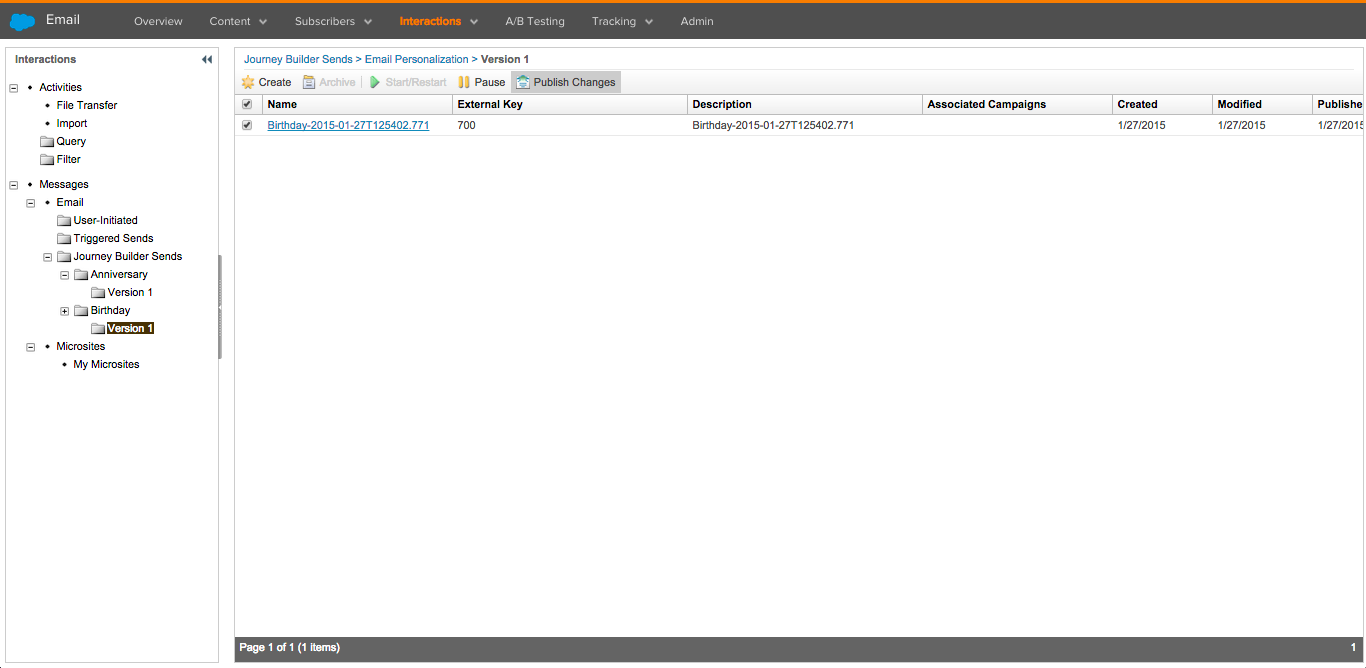 Email Overview Content Subscribers Interactions A/B Testing Tracking Admin
Interactions
Activities
File Transfer
Import
Query
Filter
Messages
Email
User-Initiated
Triggered Sends
Journey Builder Sends
Anniversary
Version 1
Birthday
Version 1
Microsites
My Microsites
Journey Builder Sends > Email Personalization > Version 1
Create Archive Start/Restart Pause Publish Changes
Name External Key Description Associated Campaigns Created Modified Publishe
Birthday-2015-01-27T125402.771 700 Birthday-2015-01-27T125402.771 1/27/2015 1/27/2015 1/27/2015
Page 1 of 1 (1 items) 1